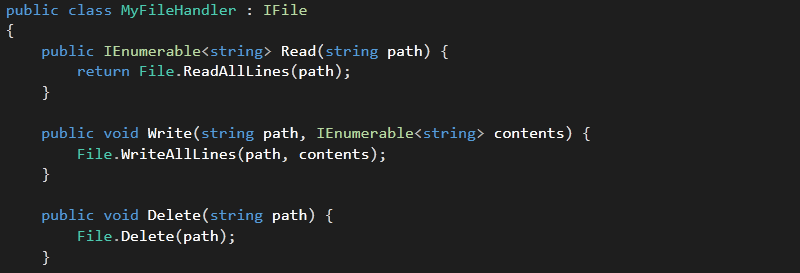 public class MyFileHandler : IFile
{
    public IEnumerable<string> Read(string path) {
        return File.ReadAllLines(path);
    }

    public void Write(string path, IEnumerable<string> contents) {
        File.WriteAllLines(path, contents);
    }

    public void Delete(string path) {
        File.Delete(path);
    }